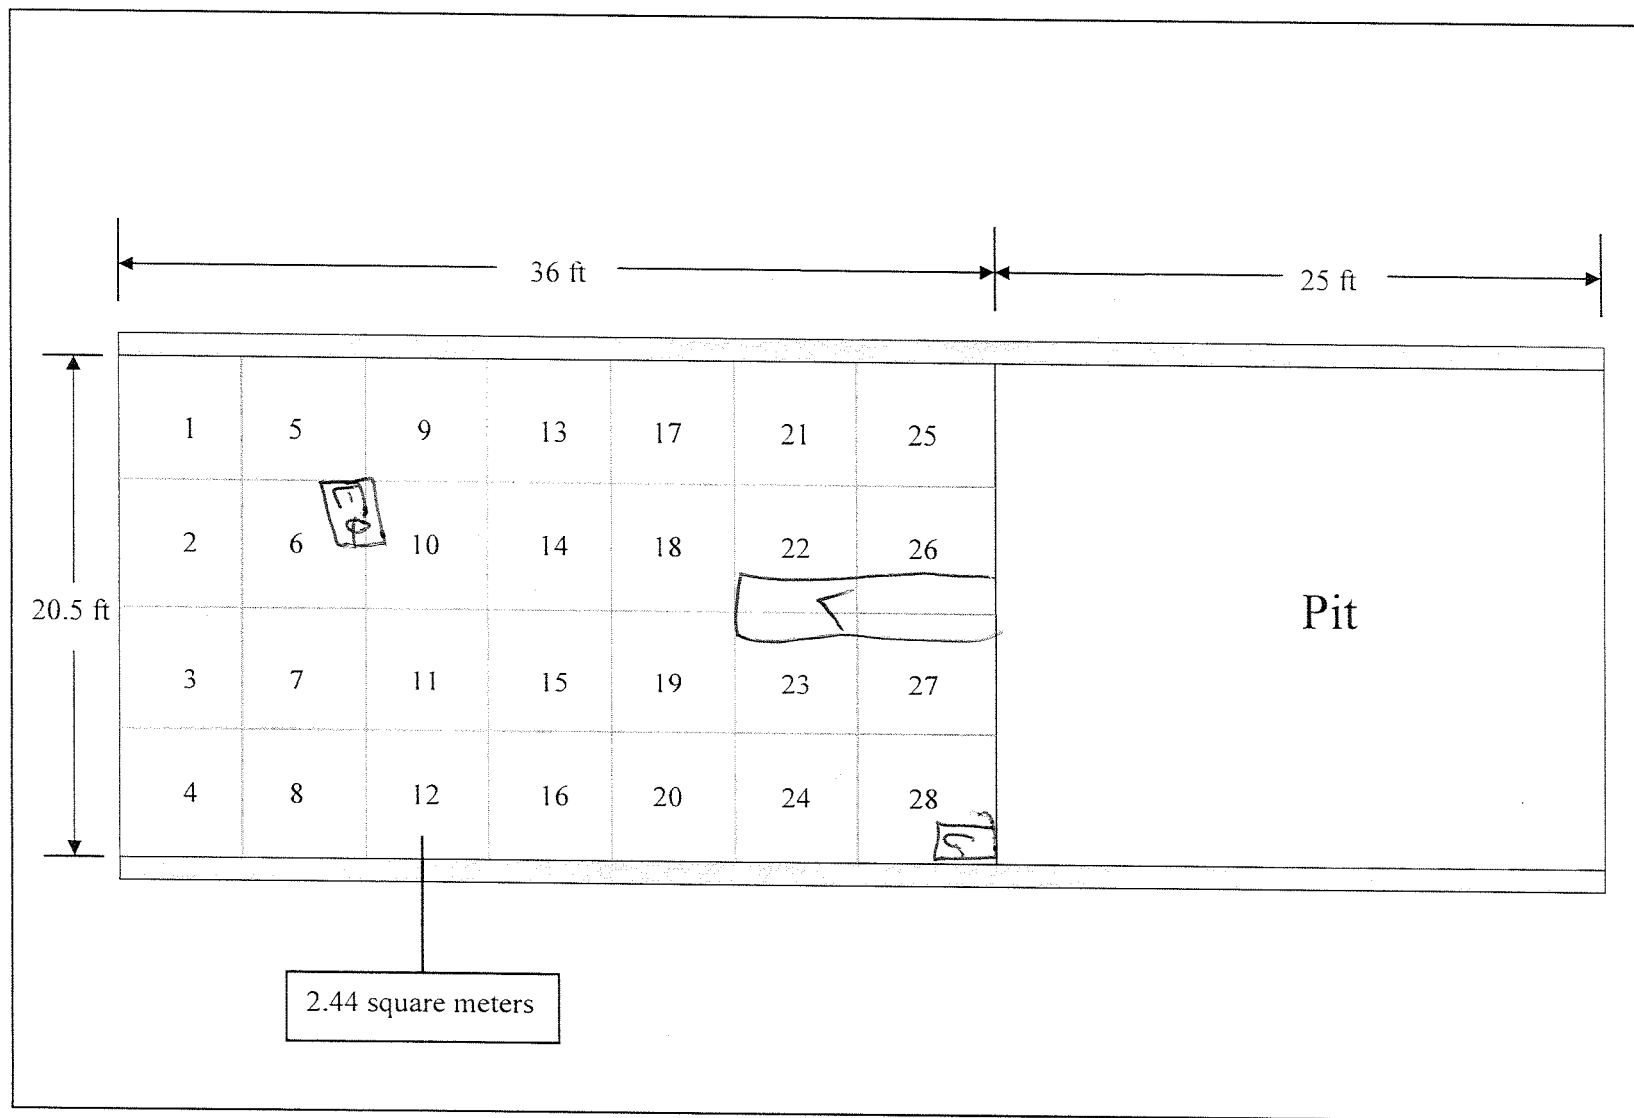 36 ft
25 ft
20.5 ft
1 5 9 13 17 21 25
2 6 10 14 18 22 26
3 7 11 15 19 23 27
4 8 12 16 20 24 28
Pit
2.44 square meters